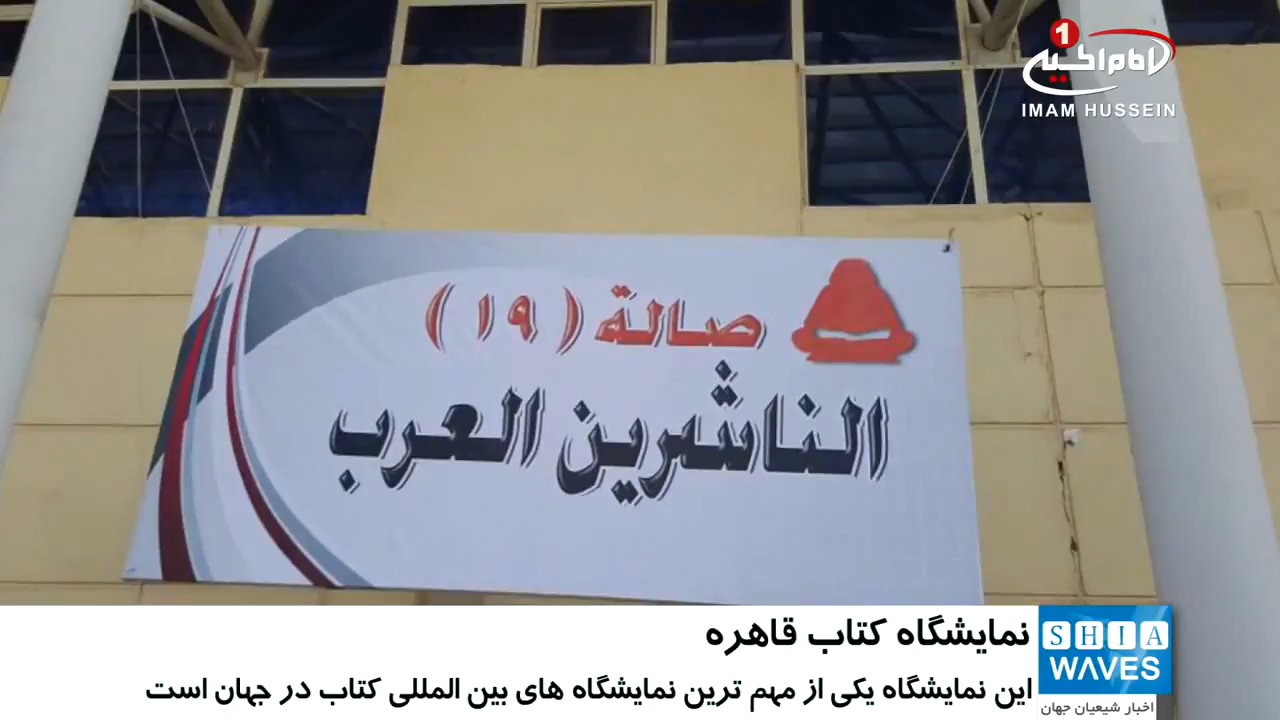 1
امام حسین
IMAM HUSSEIN
صالة (١٩)
الناشرين العرب
نمایشگاه کتاب قاهره
این نمایشگاه یکی از مهم ترین نمایشگاه های بین المللی کتاب در جهان است
SHIA
WAVES
اخبار شیعیان جهان